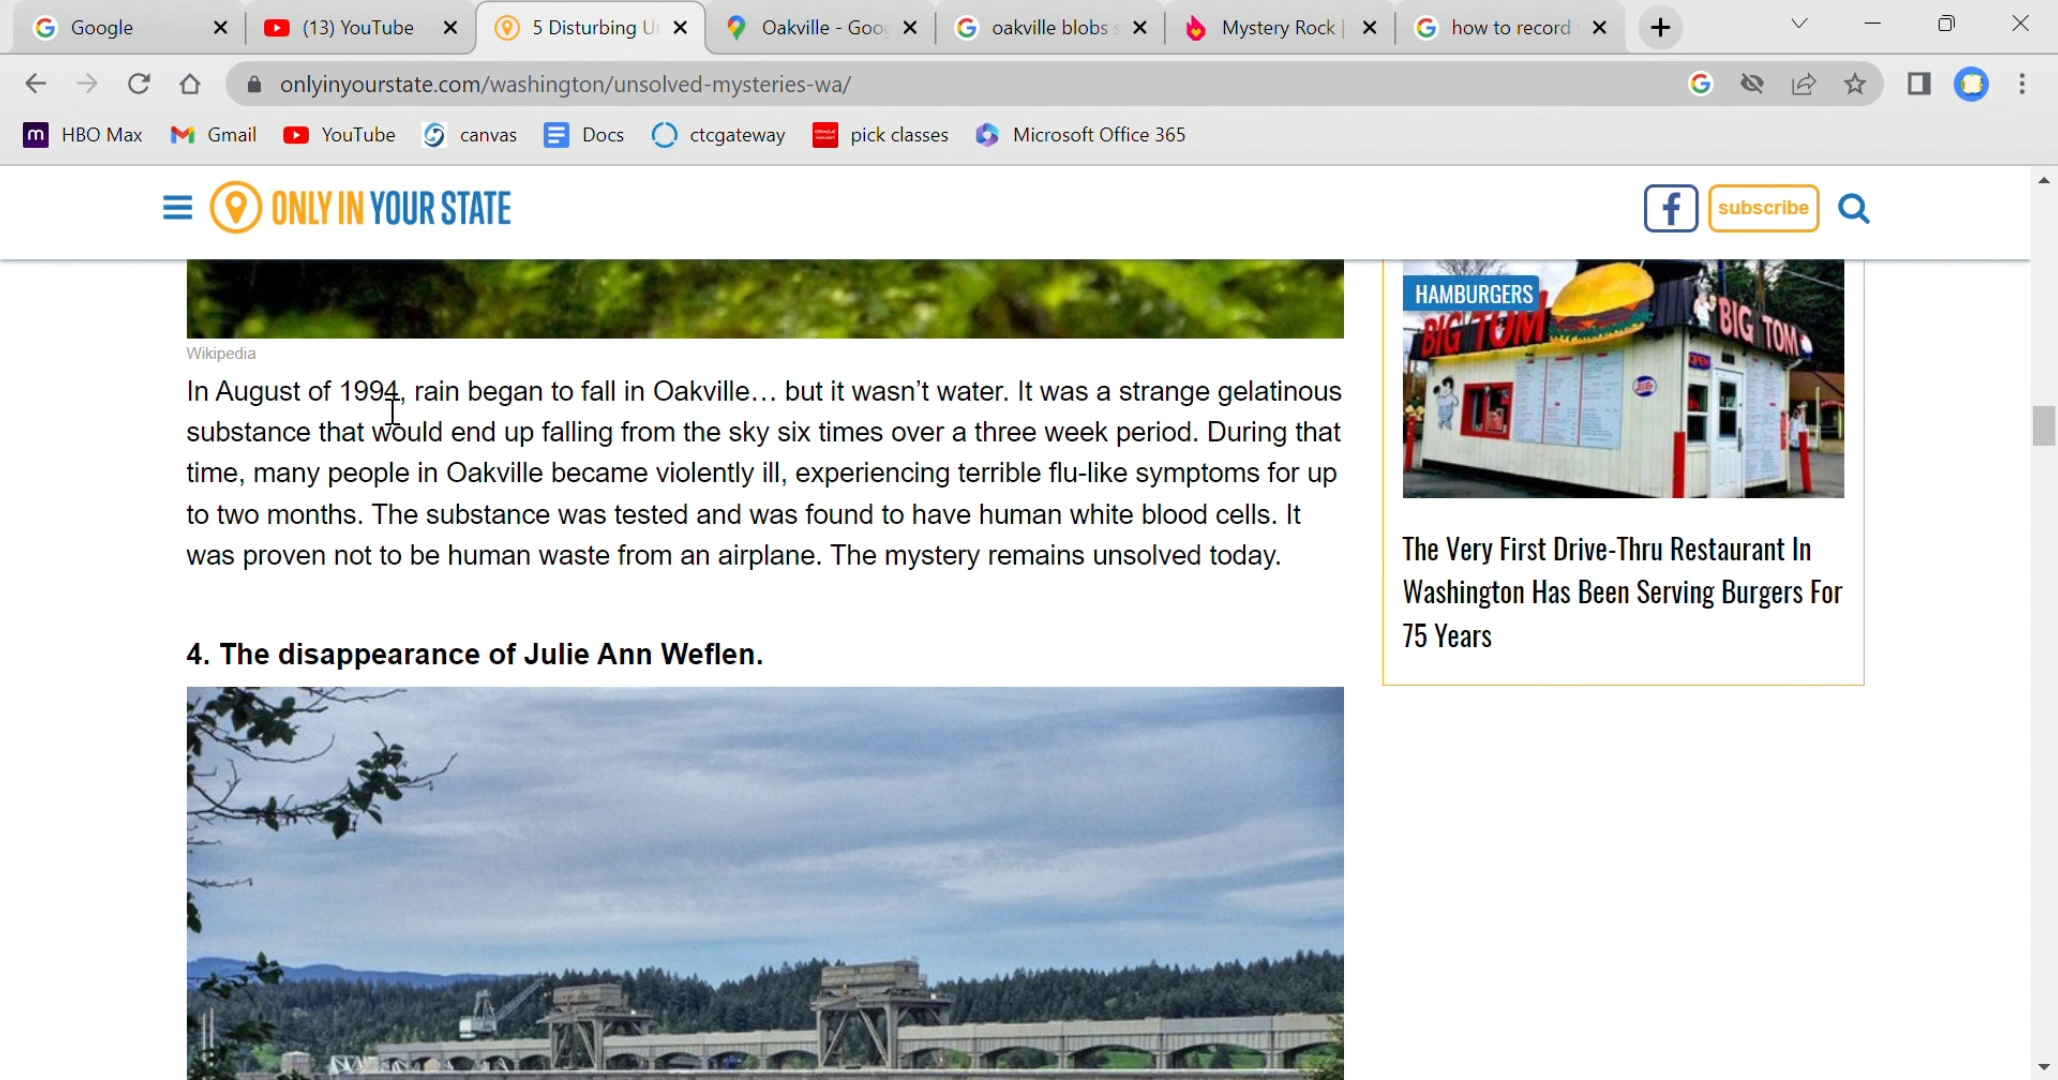 Google
(13) YouTube
5 Disturbing U
Oakville - Goo
oakville blobs s
Mystery Rock |
how to record
onlyinyourstate.com/washington/unsolved-mysteries-wa/
HBO Max
Gmail
YouTube
canvas
Docs
ctcgateway
pick classes
Microsoft Office 365
ONLY IN YOUR STATE
subscribe
Wikipedia
In August of 1994, rain began to fall in Oakville… but it wasn’t water. It was a strange gelatinous
substance that would end up falling from the sky six times over a three week period. During that
time, many people in Oakville became violently ill, experiencing terrible flu-like symptoms for up
to two months. The substance was tested and was found to have human white blood cells. It
was proven not to be human waste from an airplane. The mystery remains unsolved today.
4. The disappearance of Julie Ann Weflen.
HAMBURGERS
BIG TOM
BIG TOM
The Very First Drive-Thru Restaurant In
Washington Has Been Serving Burgers For
75 Years